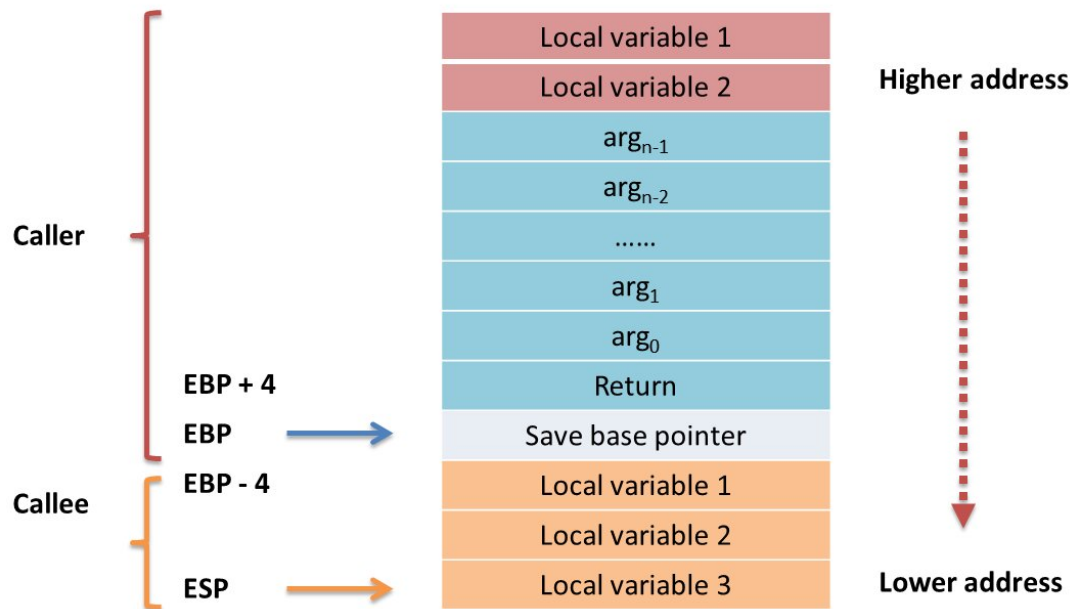 Local variable 1
Local variable 2
Higher address
arg<sub>n-1</sub>
arg<sub>n-2</sub>
Caller
......
arg<sub>1</sub>
arg<sub>0</sub>
EBP + 4
Return
EBP
Save base pointer
EBP - 4
Local variable 1
Callee
Local variable 2
ESP
Local variable 3
Lower address